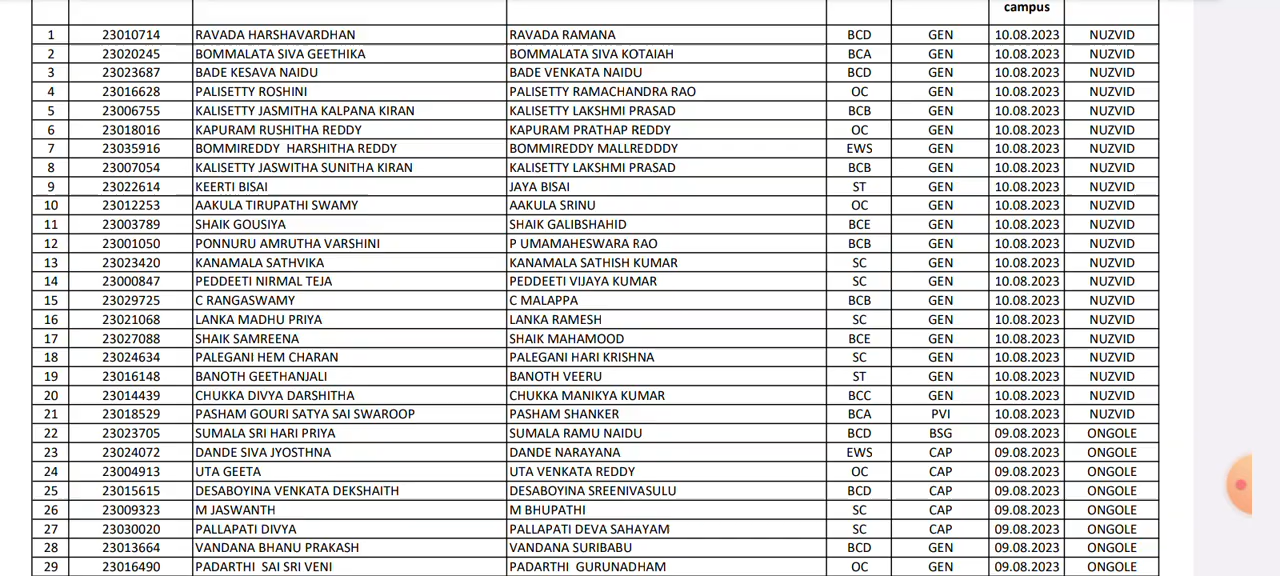 campus
1 23010714 RAVADA HARSHAVARDHAN RAVADA RAMANA BCD GEN 10.08.2023 NUZVID
2 23020245 BOMMALATA SIVA GEETHIKA BOMMALATA SIVA KOTAIAH BCA GEN 10.08.2023 NUZVID
3 23023687 BADE KESAVA NAIDU BADE VENKATA NAIDU BCD GEN 10.08.2023 NUZVID
4 23016628 PALISETTY ROSHINI PALISETTY RAMACHANDRA RAO OC GEN 10.08.2023 NUZVID
5 23006755 KALISETTY JASMITHA KALPANA KIRAN KALISETTY LAKSHMI PRASAD BCB GEN 10.08.2023 NUZVID
6 23018016 KAPURAM RUSHITHA REDDY KAPURAM PRATHAP REDDY OC GEN 10.08.2023 NUZVID
7 23035916 BOMMIREDDY  HARSHITHA REDDY BOMMIREDDY MALLREDDDY EWS GEN 10.08.2023 NUZVID
8 23007054 KALISETTY JASWITHA SUNITHA KIRAN KALISETTY LAKSHMI PRASAD BCB GEN 10.08.2023 NUZVID
9 23022614 KEERTI BISAI JAYA BISAI ST GEN 10.08.2023 NUZVID
10 23012253 AAKULA TIRUPATHI SWAMY AAKULA SRINU OC GEN 10.08.2023 NUZVID
11 23003789 SHAIK GOUSIYA SHAIK GALIBSHAHID BCE GEN 10.08.2023 NUZVID
12 23001050 PONNURU AMRUTHA VARSHINI P UMAMAHESWARA RAO BCB GEN 10.08.2023 NUZVID
13 23023420 KANAMALA SATHVIKA KANAMALA SATHISH KUMAR SC GEN 10.08.2023 NUZVID
14 23000847 PEDDEETI NIRMAL TEJA PEDDEETI VIJAYA KUMAR SC GEN 10.08.2023 NUZVID
15 23029725 C RANGASWAMY C MALAPPA BCB GEN 10.08.2023 NUZVID
16 23021068 LANKA MADHU PRIYA LANKA RAMESH SC GEN 10.08.2023 NUZVID
17 23027088 SHAIK SAMREENA SHAIK MAHAMOOD BCE GEN 10.08.2023 NUZVID
18 23024634 PALEGANI HEM CHARAN PALEGANI HARI KRISHNA SC GEN 10.08.2023 NUZVID
19 23016148 BANOTH GEETHANJALI BANOTH VEERU ST GEN 10.08.2023 NUZVID
20 23014439 CHUKKA DIVYA DARSHITHA CHUKKA MANIKYA KUMAR BCC GEN 10.08.2023 NUZVID
21 23018529 PASHAM GOURI SATYA SAI SWAROOP PASHAM SHANKER BCA PVI 10.08.2023 NUZVID
22 23023705 SUMALA SRI HARI PRIYA SUMALA RAMU NAIDU BCD BSG 09.08.2023 ONGOLE
23 23024072 DANDE SIVA JYOSTHNA DANDE NARAYANA EWS CAP 09.08.2023 ONGOLE
24 23004913 UTA GEETA UTA VENKATA REDDY OC CAP 09.08.2023 ONGOLE
25 23015615 DESABOYINA VENKATA DEKSHAITH DESABOYINA SREENIVASULU BCD CAP 09.08.2023 ONGOLE
26 23009323 M JASWANTH M BHUPATHI SC CAP 09.08.2023 ONGOLE
27 23030020 PALLAPATI DIVYA PALLAPATI DEVA SAHAYAM SC CAP 09.08.2023 ONGOLE
28 23013664 VANDANA BHANU PRAKASH VANDANA SURIBABU BCD GEN 09.08.2023 ONGOLE
29 23016490 PADARTHI  SAI SRI VENI PADARTHI  GURUNADHAM OC GEN 09.08.2023 ONGOLE